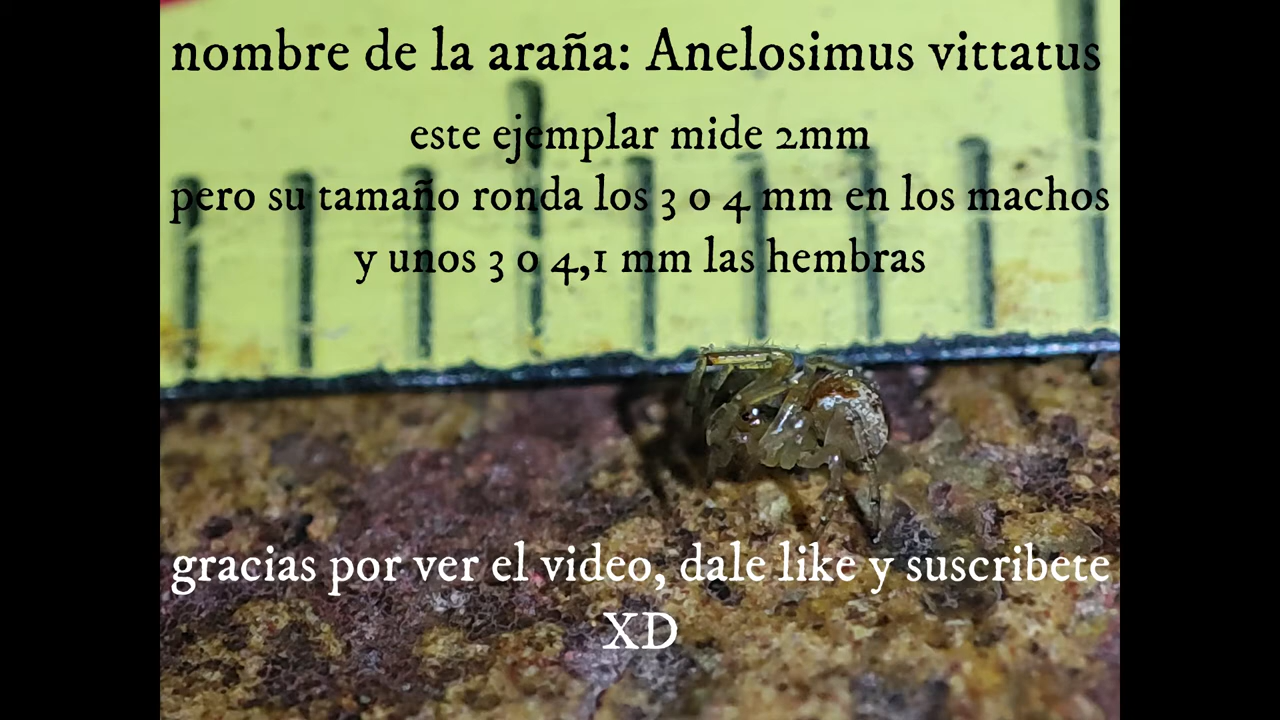 nombre de la araña: Anelosimus vittatus
este ejemplar mide 2mm
pero su tamaño ronda los 3 o 4 mm en los machos
y unos 3 o 4,1 mm las hembras
gracias por ver el video, dale like y suscribete
XD